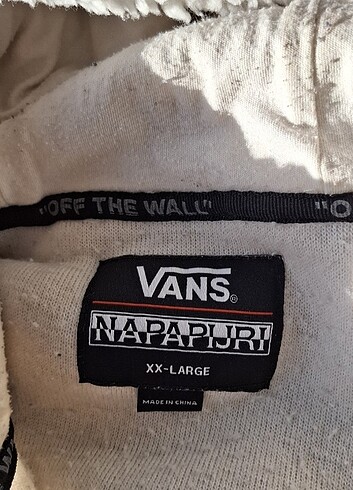 "OFF THE WALL"
"O
VANS®
NAPAPIJRI
XX-LARGE
MADE IN CHINA